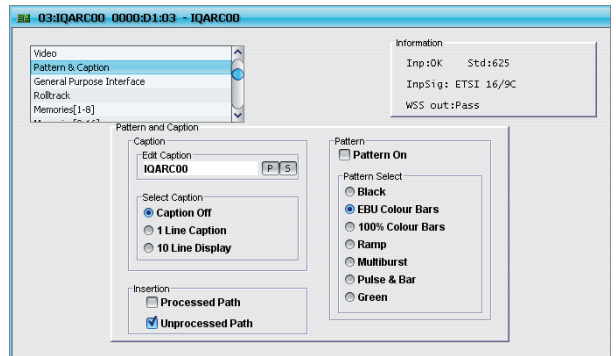 03:IQARC00 0000:D1:03 - IQARC00
Video
Pattern & Caption
General Purpose Interface
Rolltrack
Memories[1-8]
Information
Inp:OK Std:625
InpSig: ETSI 16/9C
WSS out:Pass
Pattern and Caption
Caption
Edit Caption
IQARC00 P S
Select Caption
Caption Off
1 Line Caption
10 Line Display
Insertion
Processed Path
Unprocessed Path
Pattern
Pattern On
Pattern Select
Black
EBU Colour Bars
100% Colour Bars
Ramp
Multiburst
Pulse & Bar
Green